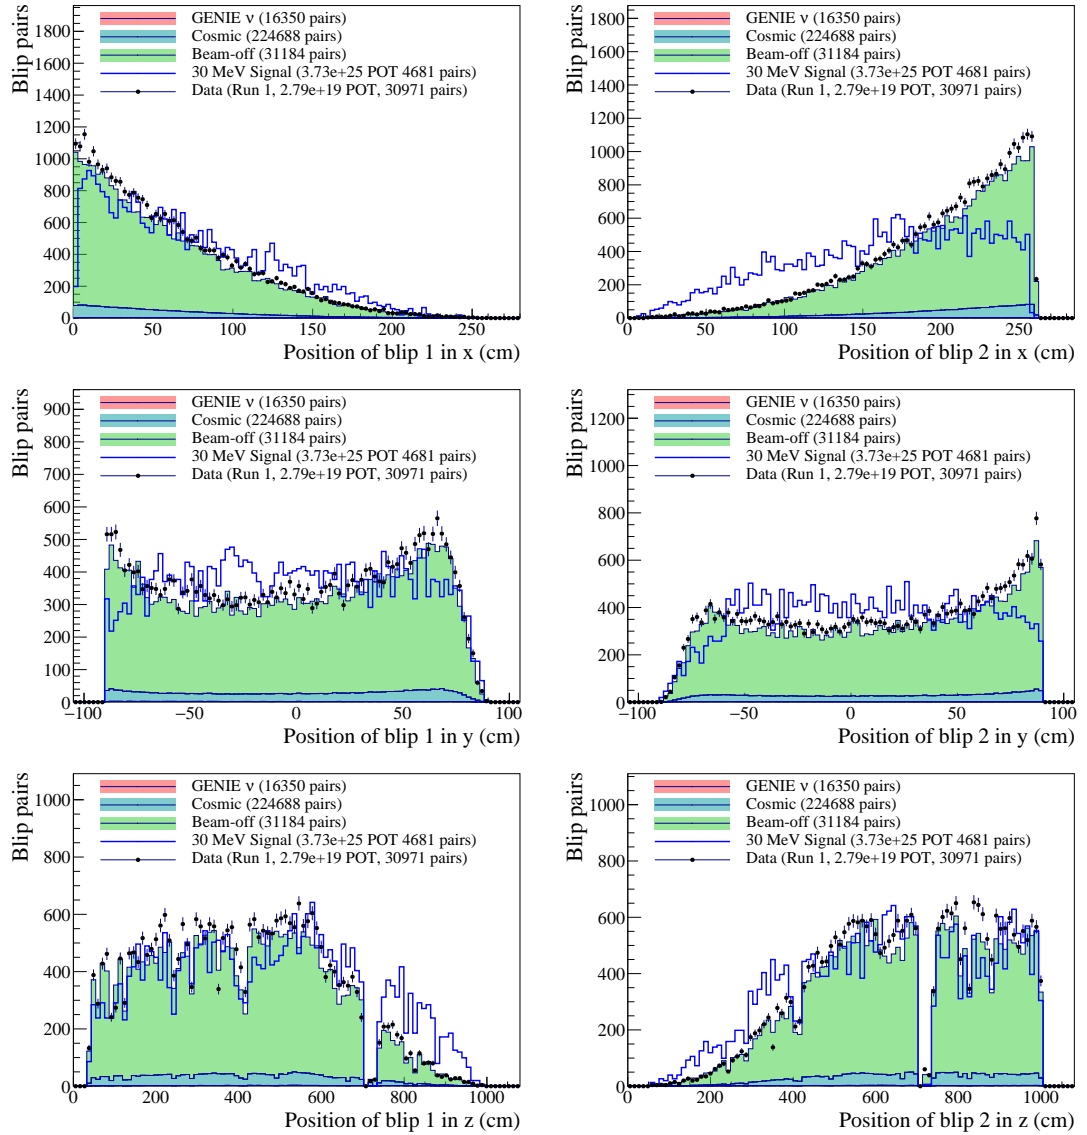 Blip pairs
1800
1600
1400
1200
1000
800
600
400
200
0
GENIE ν (16350 pairs)
Cosmic (224688 pairs)
Beam-off (31184 pairs)
30 MeV Signal (3.73e+25 POT 4681 pairs)
Data (Run 1, 2.79e+19 POT, 30971 pairs)
0 50 100 150 200 250
Position of blip 1 in x (cm)
Blip pairs
1800
1600
1400
1200
1000
800
600
400
200
0
GENIE ν (16350 pairs)
Cosmic (224688 pairs)
Beam-off (31184 pairs)
30 MeV Signal (3.73e+25 POT 4681 pairs)
Data (Run 1, 2.79e+19 POT, 30971 pairs)
0 50 100 150 200 250
Position of blip 2 in x (cm)
Blip pairs
900
800
700
600
500
400
300
200
100
0
GENIE ν (16350 pairs)
Cosmic (224688 pairs)
Beam-off (31184 pairs)
30 MeV Signal (3.73e+25 POT 4681 pairs)
Data (Run 1, 2.79e+19 POT, 30971 pairs)
−100 −50 0 50 100
Position of blip 1 in y (cm)
Blip pairs
1200
1000
800
600
400
200
0
GENIE ν (16350 pairs)
Cosmic (224688 pairs)
Beam-off (31184 pairs)
30 MeV Signal (3.73e+25 POT 4681 pairs)
Data (Run 1, 2.79e+19 POT, 30971 pairs)
−100 −50 0 50 100
Position of blip 2 in y (cm)
Blip pairs
1000
800
600
400
200
0
GENIE ν (16350 pairs)
Cosmic (224688 pairs)
Beam-off (31184 pairs)
30 MeV Signal (3.73e+25 POT 4681 pairs)
Data (Run 1, 2.79e+19 POT, 30971 pairs)
0 200 400 600 800 1000
Position of blip 1 in z (cm)
Blip pairs
1000
800
600
400
200
0
GENIE ν (16350 pairs)
Cosmic (224688 pairs)
Beam-off (31184 pairs)
30 MeV Signal (3.73e+25 POT 4681 pairs)
Data (Run 1, 2.79e+19 POT, 30971 pairs)
0 200 400 600 800 1000
Position of blip 2 in z (cm)